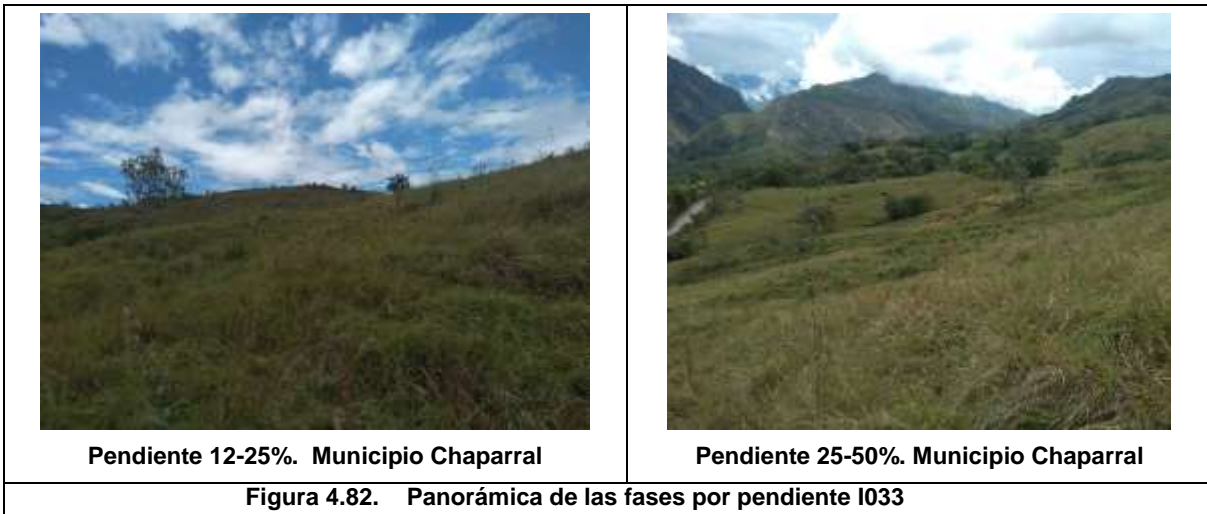 Pendiente 12-25%. Municipio Chaparral
Pendiente 25-50%. Municipio Chaparral
Figura 4.82. Panorámica de las fases por pendiente I033